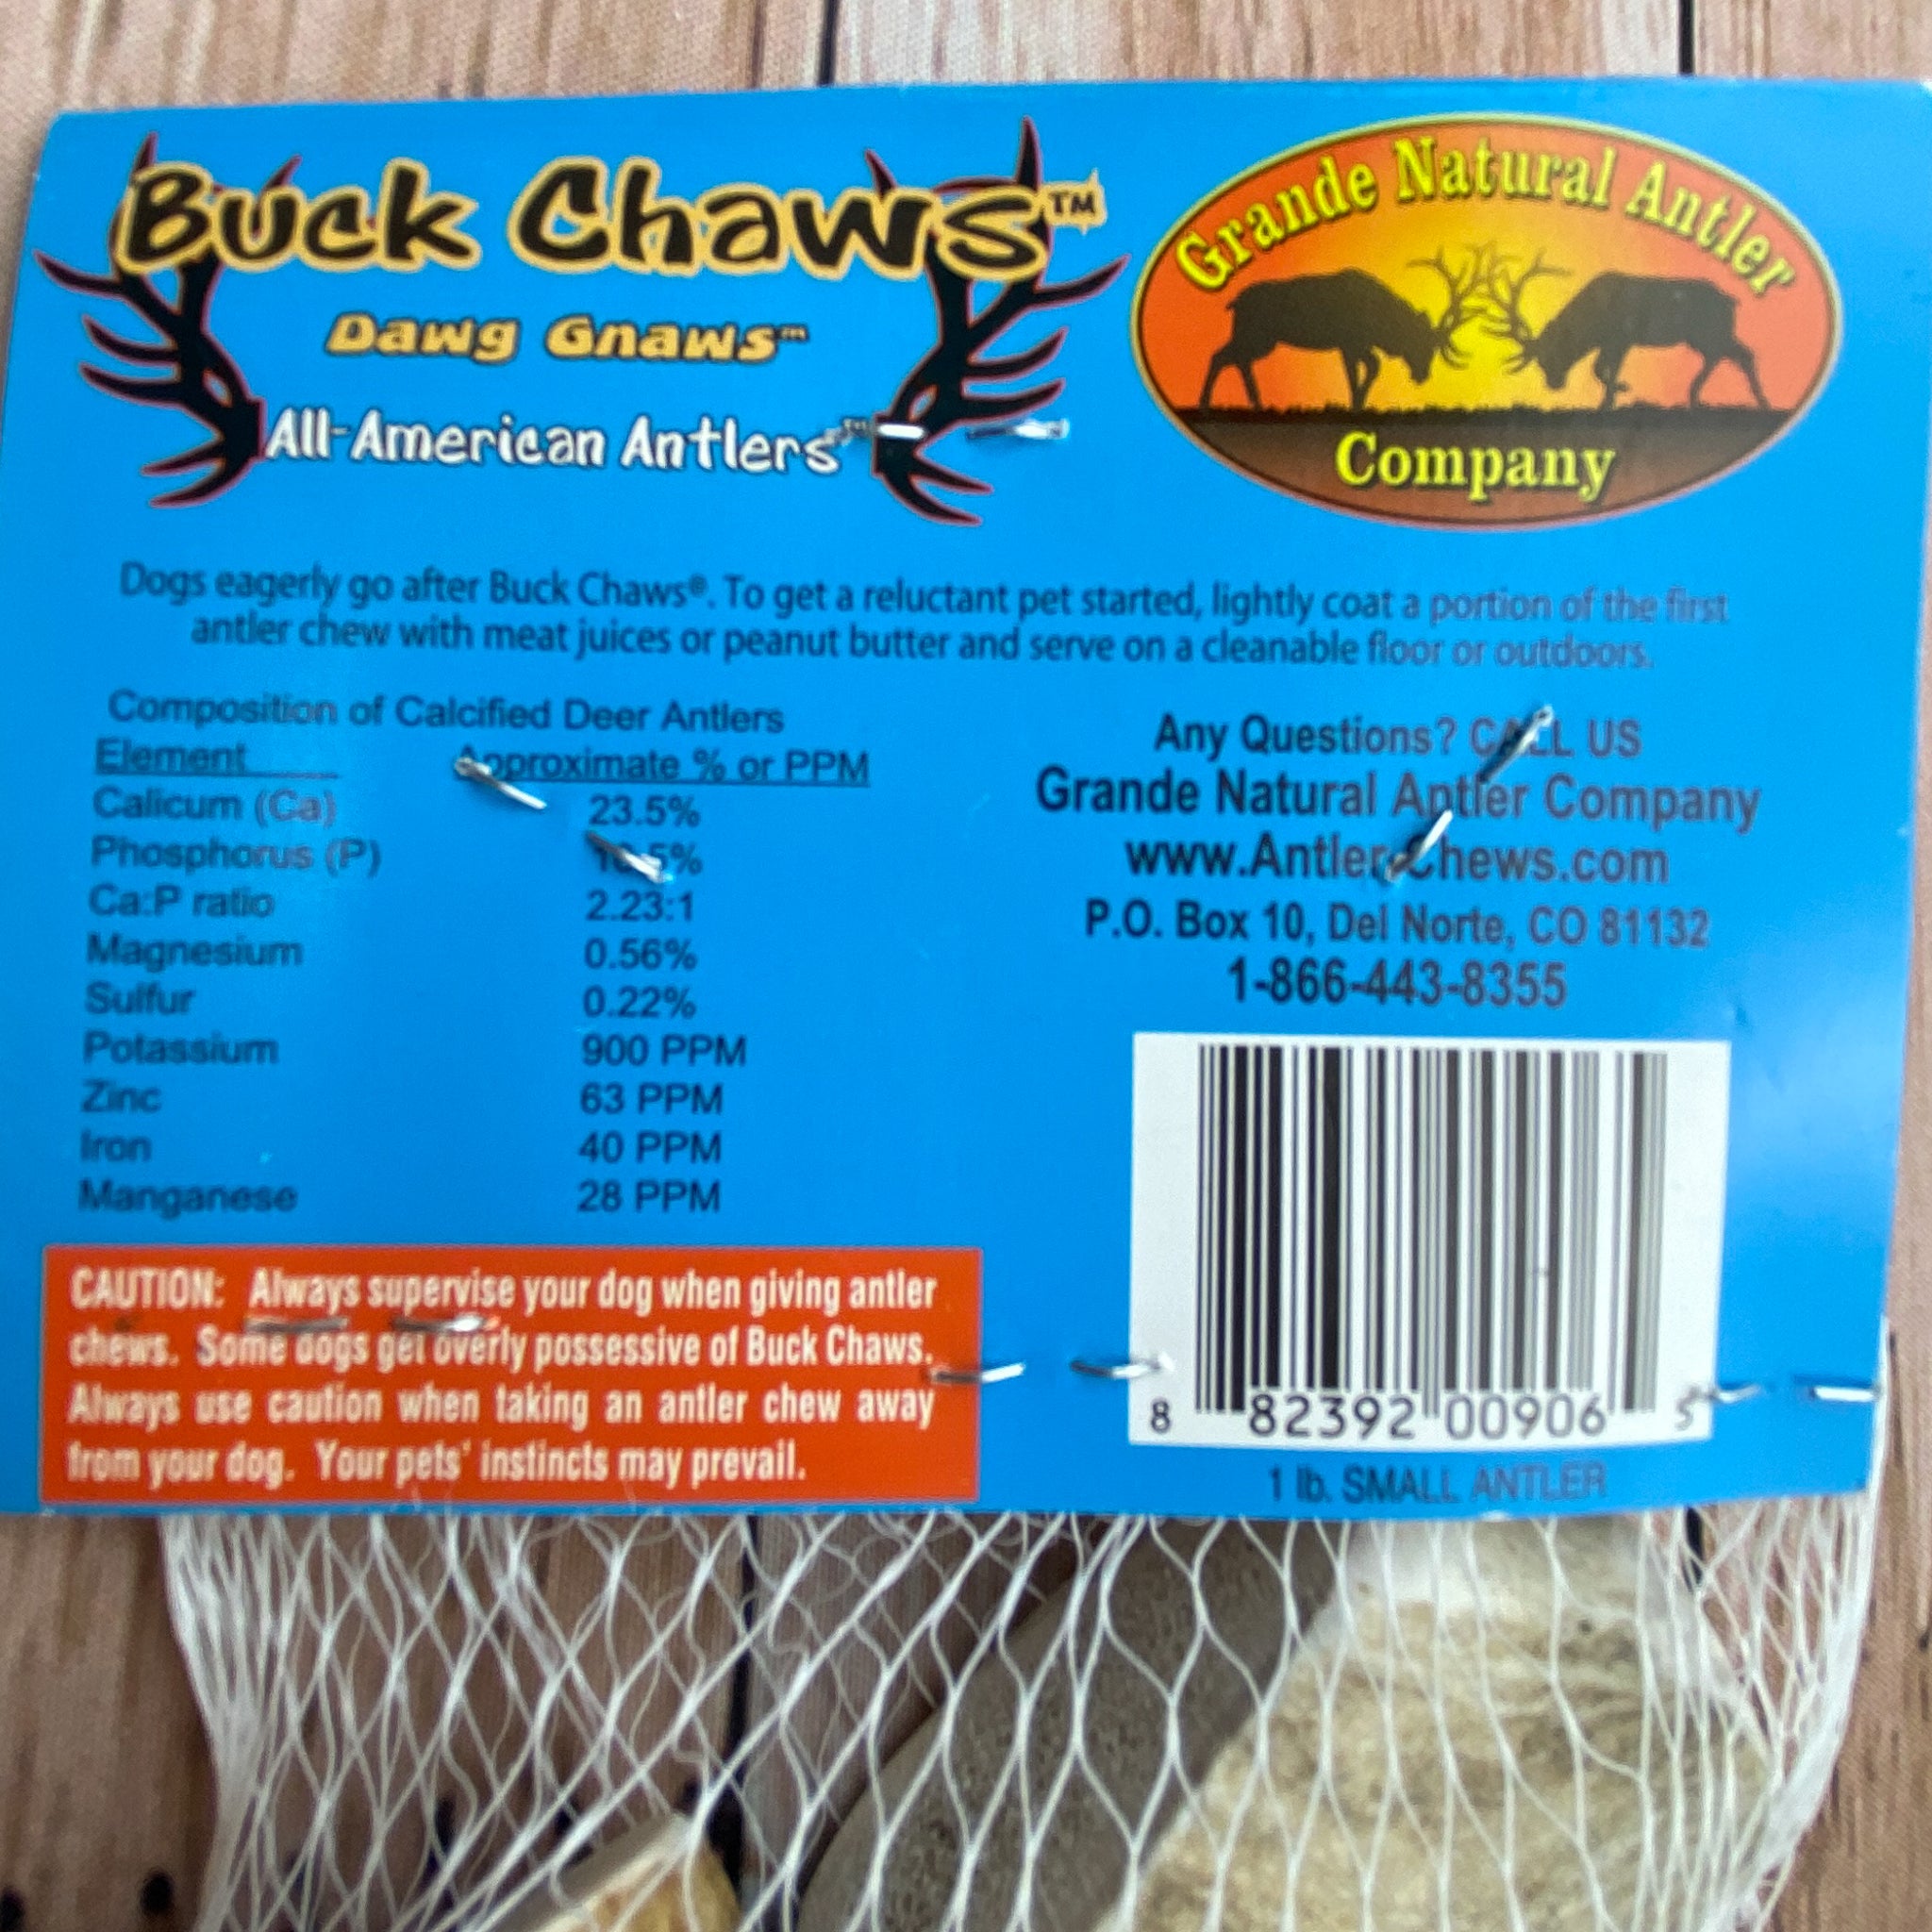 Buck Chaws™
Dawg Gnaws™
All-American Antlers™
Grande Natural Antler
Company
Dogs eagerly go after Buck Chaws®. To get a reluctant pet started, lightly coat a portion of the first
antler chew with meat juices or peanut butter and serve on a cleanable floor or outdoors.
Composition of Calcified Deer Antlers
Element Approximate % or PPM
Calicum (Ca) 23.5%
Phosphorus (P)
Ca:P ratio 2.23:1
Magnesium 0.56%
Sulfur 0.22%
Potassium 900 PPM
Zinc 63 PPM
Iron 40 PPM
Manganese 28 PPM
Any Questions? CALL US
Grande Natural Antler Company
www.Antler-Chews.com
P.O. Box 10, Del Norte, CO 81132
1-866-443-8355
CAUTION: Always supervise your dog when giving antler
chews. Some dogs get overly possessive of Buck Chaws.
Always use caution when taking an antler chew away
from your dog. Your pets' instincts may prevail.
8 82392 00906 5
1 lb. SMALL ANTLER